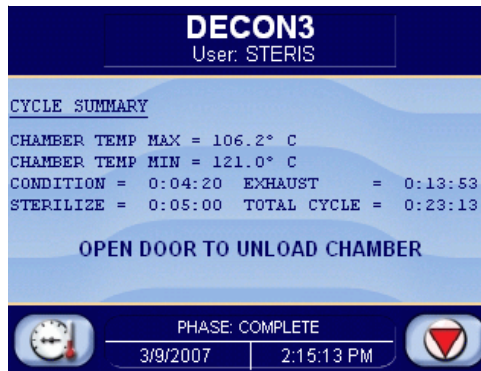 DECON3
User: STERIS
CYCLE SUMMARY
CHAMBER TEMP MAX = 106.2° C
CHAMBER TEMP MIN = 121.0° C
CONDITION = 0:04:20 EXHAUST = 0:13:53
STERILIZE = 0:05:00 TOTAL CYCLE = 0:23:13
OPEN DOOR TO UNLOAD CHAMBER
PHASE: COMPLETE
3/9/2007 2:15:13 PM